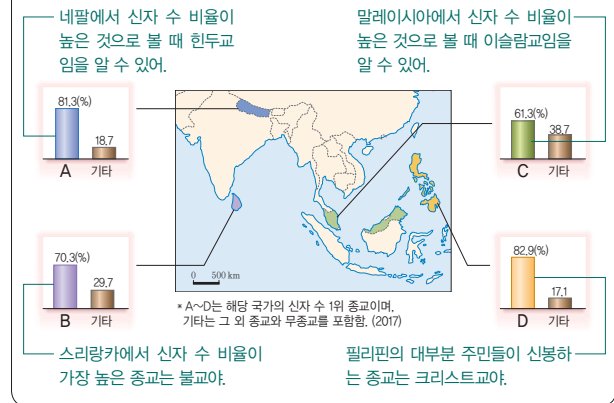 네팔에서 신자 수 비율이
높은 것으로 볼 때 힌두교
임을 알 수 있어.
말레이시아에서 신자 수 비율이
높은 것으로 볼 때 이슬람교임을
알 수 있어.
81.3(%)
18.7
A 기타
61.3(%)
38.7
C 기타
70.3(%)
29.7
B 기타
82.9(%)
17.1
D 기타
0 500 km
* A~D는 해당 국가의 신자 수 1위 종교이며,
기타는 그 외 종교와 무종교를 포함함. (2017)
스리랑카에서 신자 수 비율이
가장 높은 종교는 불교야.
필리핀의 대부분 주민들이 신봉하
는 종교는 크리스트교야.